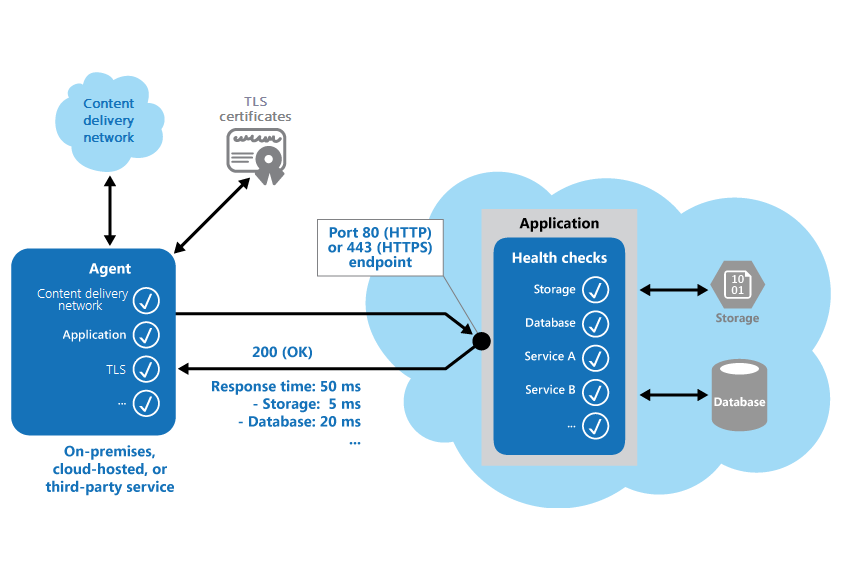 Content
delivery
network
TLS
certificates
Agent
Content delivery
network
Application
TLS
...
On-premises,
cloud-hosted, or
third-party service
Port 80 (HTTP)
or 443 (HTTPS)
endpoint
200 (OK)
Response time: 50 ms
- Storage: 5 ms
- Database: 20 ms
...
Application
Health checks
Storage
Database
Service A
Service B
...
10
01
Storage
Database